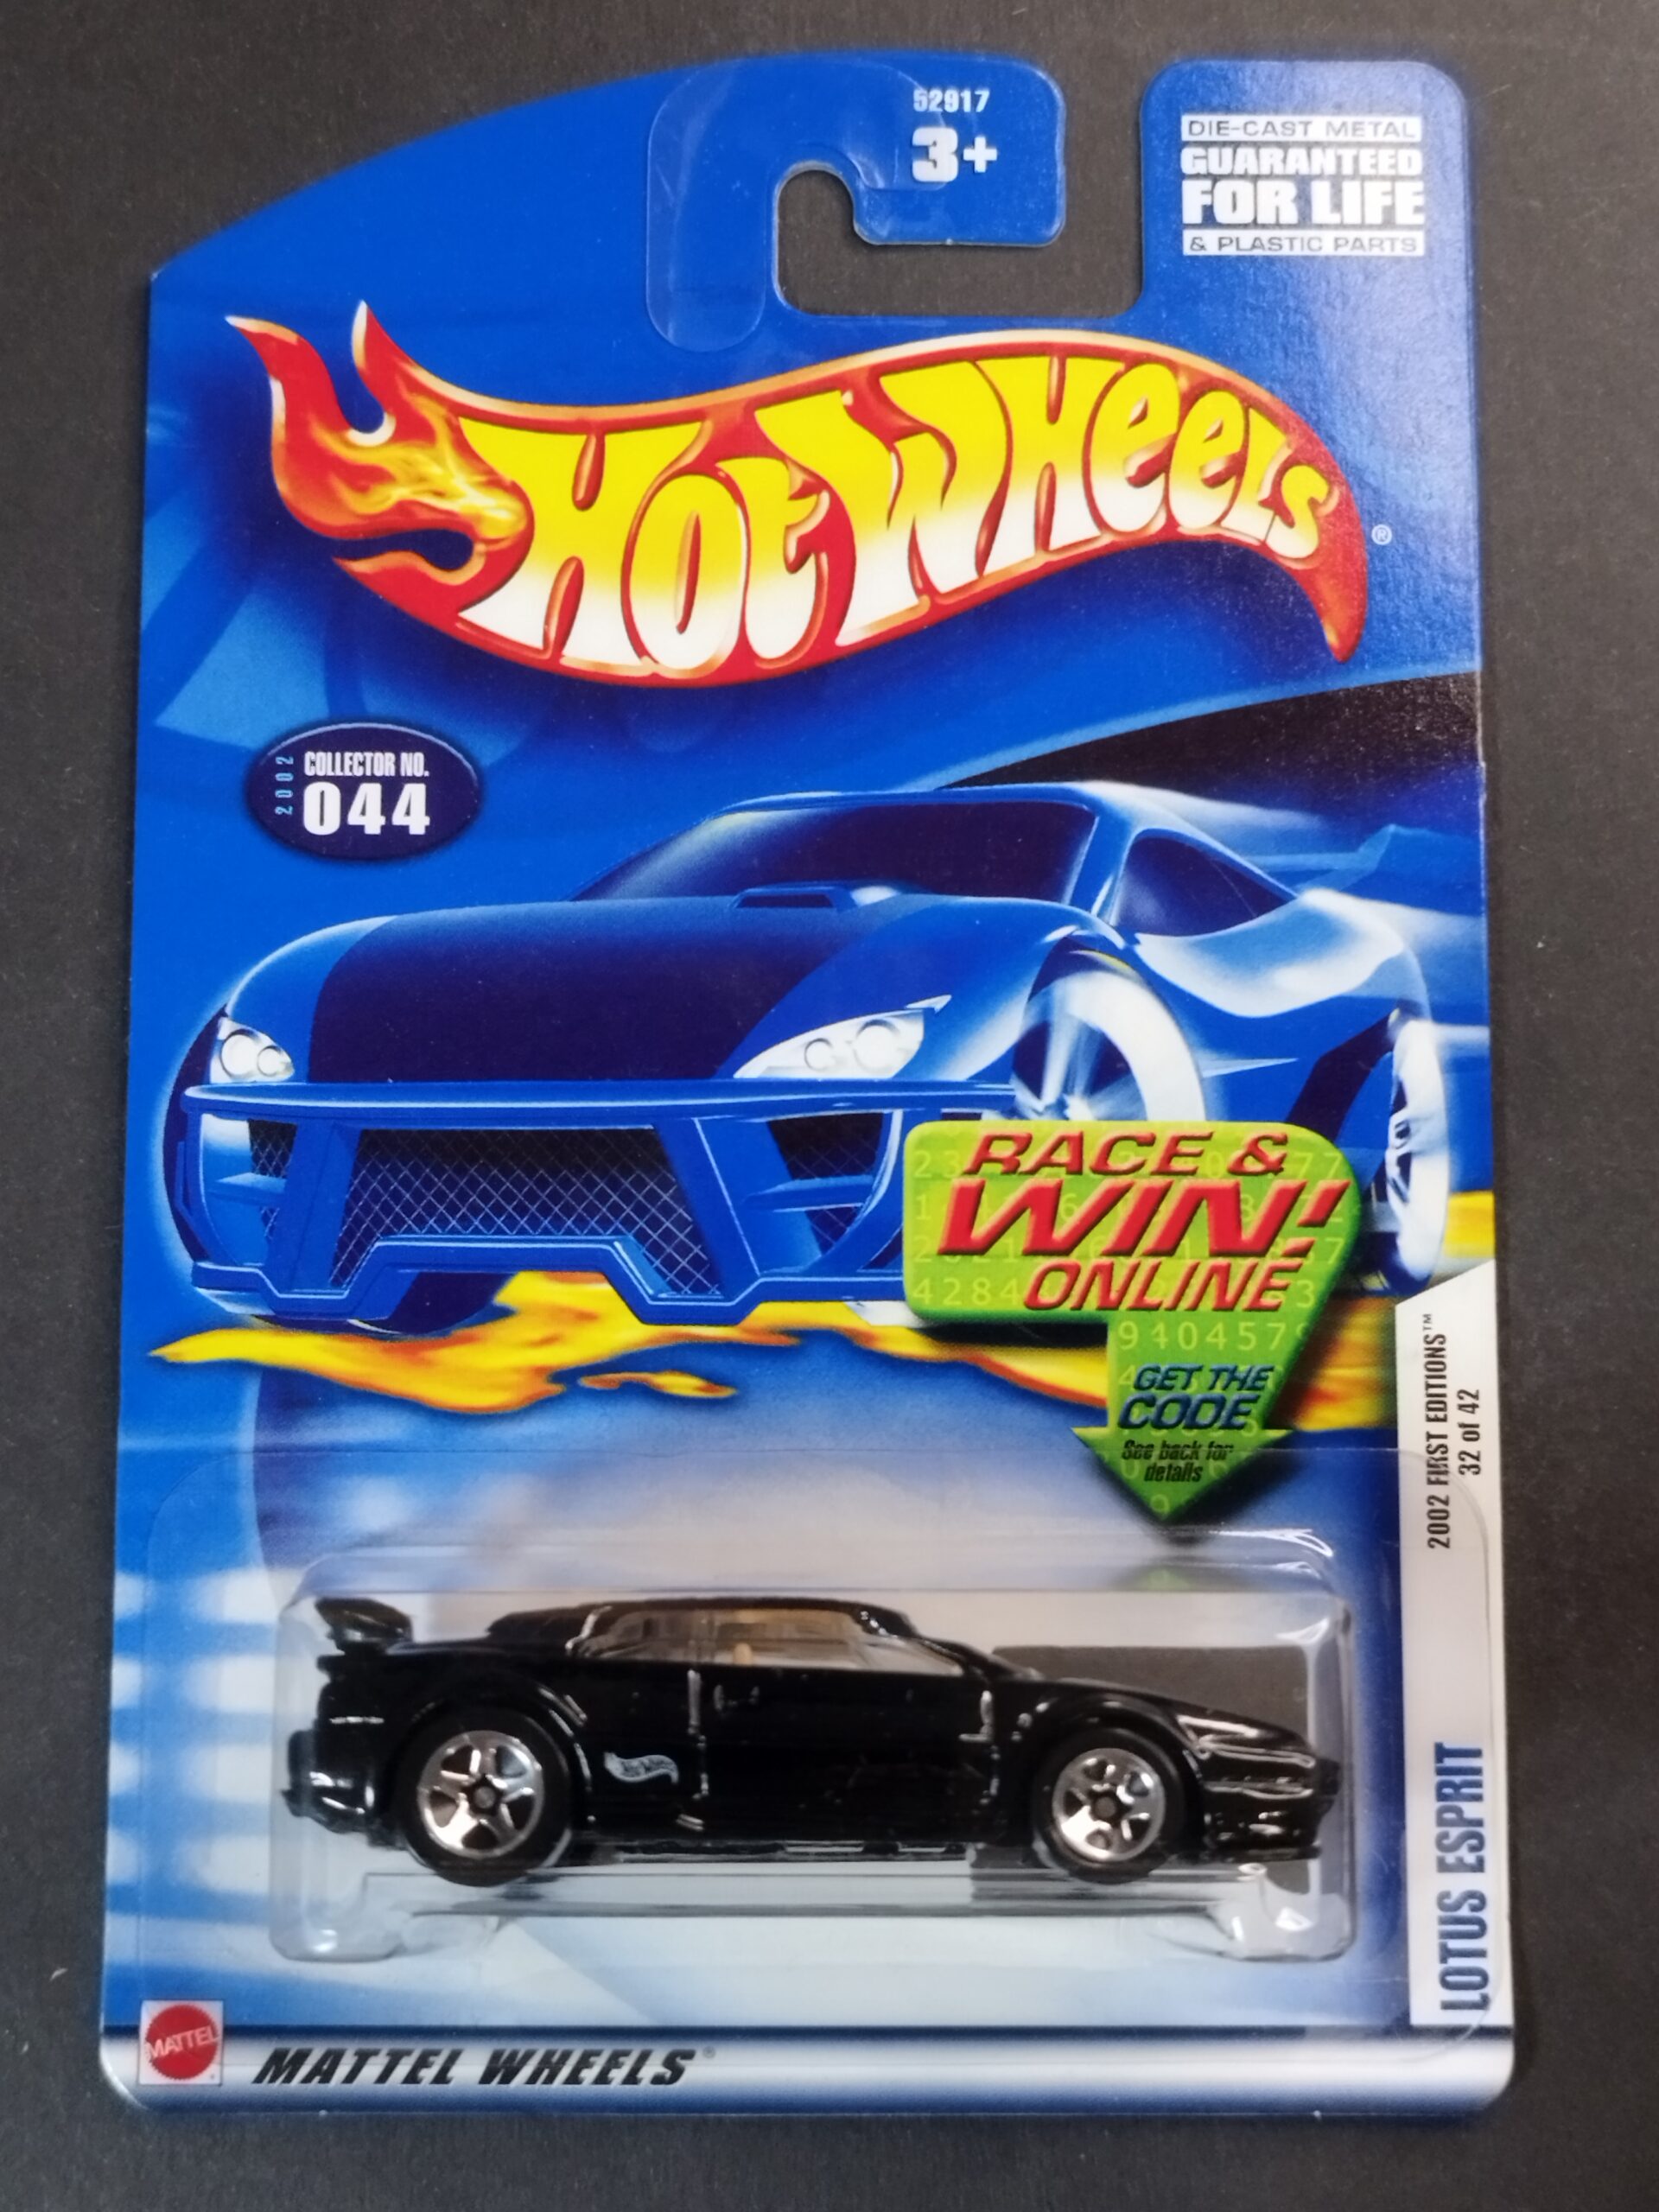 52917
3+
DIE-CAST METAL
GUARANTEED
FOR LIFE
& PLASTIC PARTS
Hot Wheels
®
2002
COLLECTOR NO.
044
RACE &
WIN!
ONLINE
GET THE
CODE
See back for
details
2002 FIRST EDITIONS™
32 of 42
Hot Wheels
LOTUS ESPRIT
MATTEL
MATTEL WHEELS®